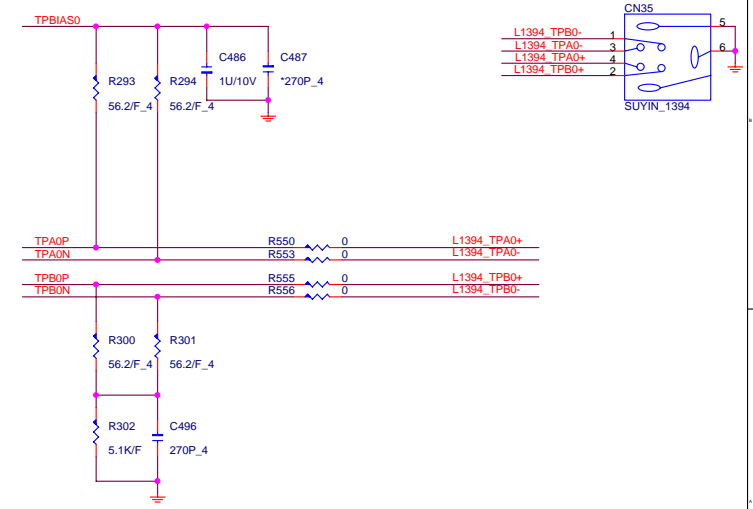 TPBIAS0
CN35
L1394_TPB0- 1 5
L1394_TPA0- 3 6
L1394_TPA0+ 4
L1394_TPB0+ 2
SUYIN_1394
C486 C487
R293 R294 1U/10V *270P_4
56.2/F_4 56.2/F_4
TPA0P R550 0 L1394_TPA0+
TPA0N R553 0 L1394_TPA0-
TPB0P R555 0 L1394_TPB0+
TPB0N R556 0 L1394_TPB0-
R300 R301
56.2/F_4 56.2/F_4
R302 C496
5.1K/F 270P_4